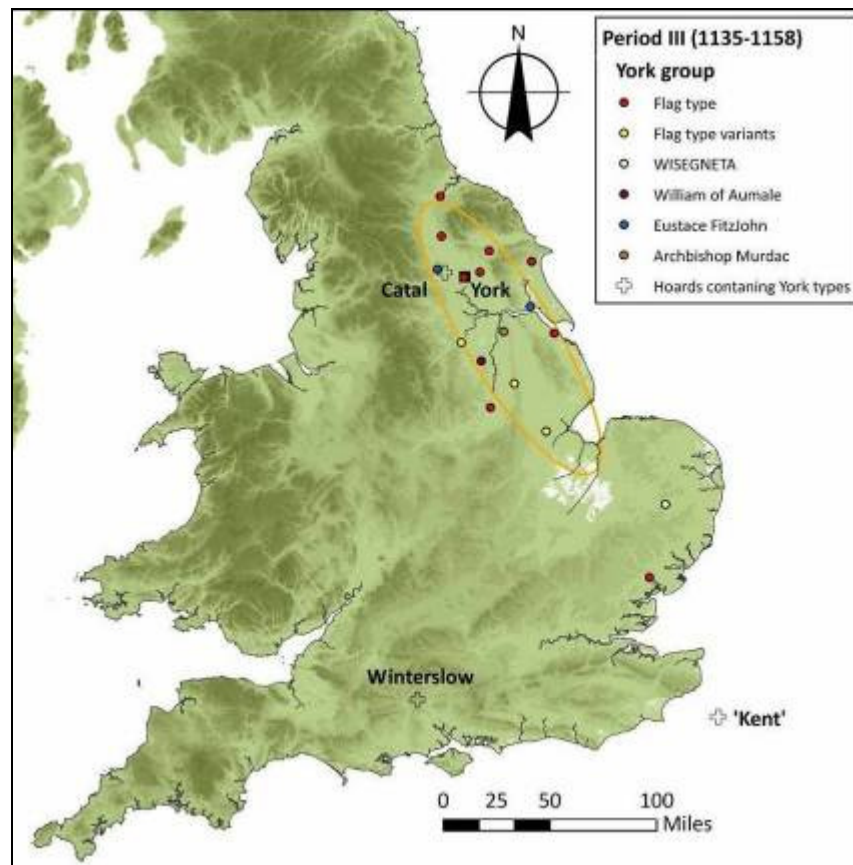 N
Period III (1135-1158)
York group
Flag type
Flag type variants
WISEGNETA
William of Aumale
Eustace FitzJohn
Archbishop Murdac
Hoards contaning York types
Catal
York
Winterslow
'Kent'
0 25 50 100
Miles